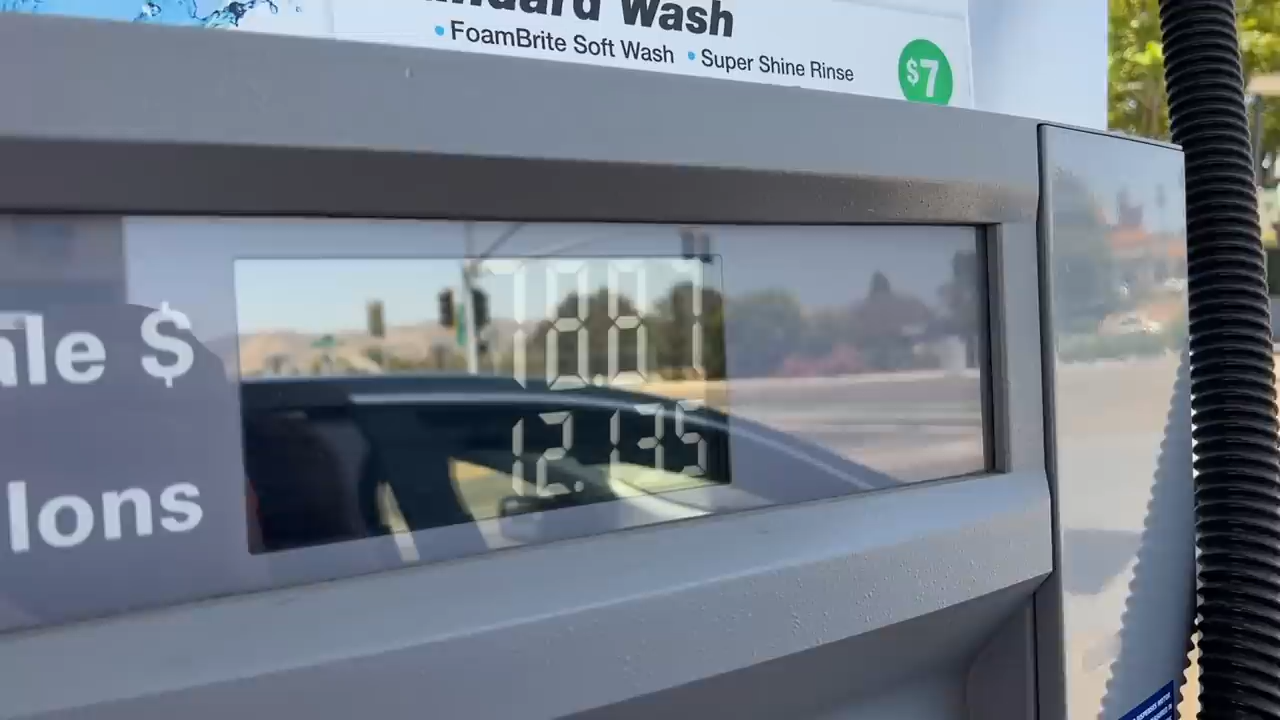 Wash
• FoamBrite Soft Wash • Super Shine Rinse
$7
le $
lons
12.135